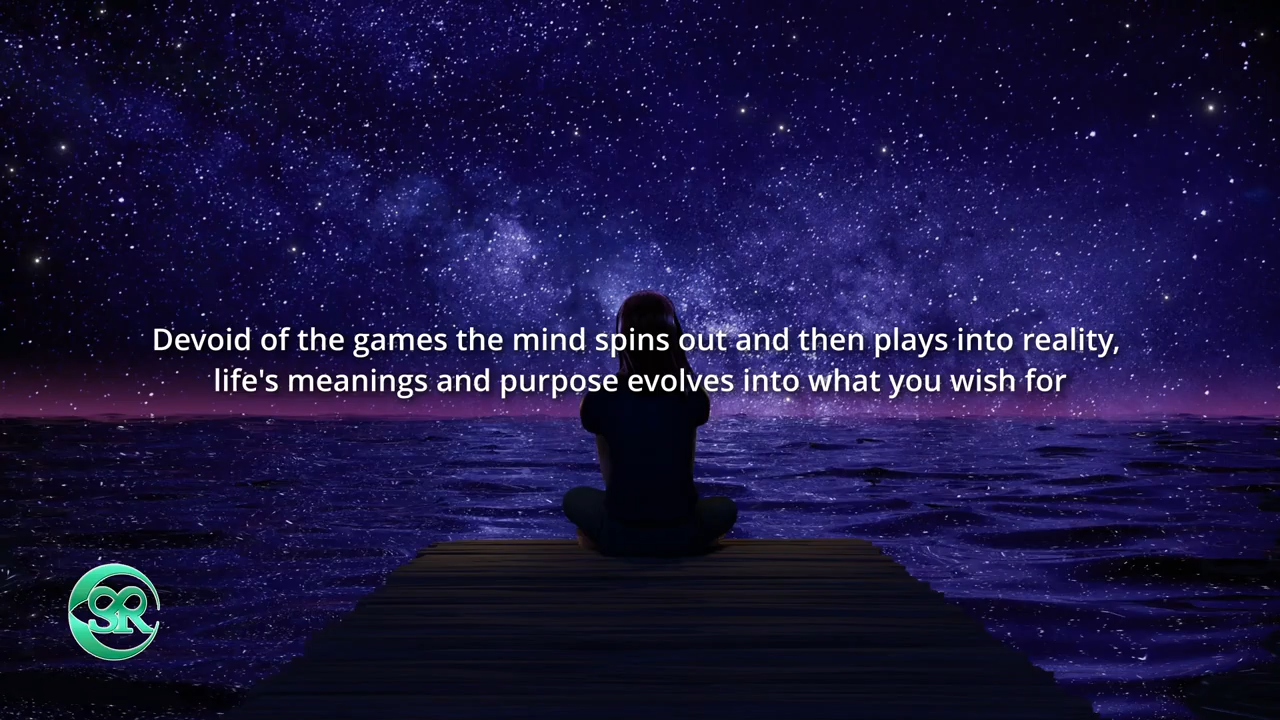 Devoid of the games the mind spins out and then plays into reality,
life's meanings and purpose evolves into what you wish for
SR